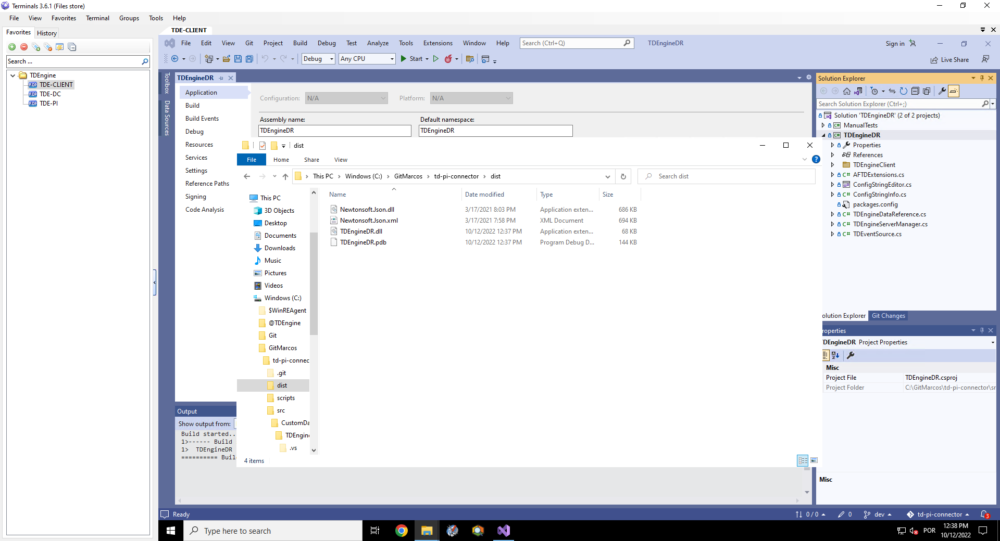 Terminals 3.6.1 (Files store)
File View Favorites Terminal Groups Tools Help
Favorites History
Search ...
TDEngine
TDE-CLIENT
TDE-DC
TDE-PI
TDE-CLIENT
File Edit View Git Project Build Debug Test Analyze Tools Extensions Window Help Search (Ctrl+Q) TDEngineDR Sign in
Debug Any CPU Start Live Share
Toolbox
Data Sources
TDEngineDR
Application
Build
Build Events
Debug
Resources
Services
Settings
Reference Paths
Signing
Code Analysis
Configuration: N/A Platform: N/A
Assembly name: Default namespace:
TDEngineDR TDEngineDR
dist
File Home Share View
This PC Windows (C:) GitMarcos td-pi-connector dist Search dist
This PC
3D Objects
Desktop
Documents
Downloads
Music
Pictures
Videos
Windows (C:)
$WinREAgent
@TDEngine
Git
GitMarcos
td-pi-connec
.git
dist
scripts
src
CustomDa
TDEngine
.vs
Name Date modified Type Size
Newtonsoft.Json.dll 3/17/2021 8:03 PM Application exten... 686 KB
Newtonsoft.Json.xml 3/17/2021 7:58 PM XML Document 694 KB
TDEngineDR.dll 10/12/2022 12:37 PM Application exten... 68 KB
TDEngineDR.pdb 10/12/2022 12:37 PM Program Debug D... 144 KB
4 items
Output
Show output from:
Build started..
1>------ Build
1> TDEngineDR
========== Buil
Solution Explorer
Search Solution Explorer (Ctrl+;)
Solution 'TDEngineDR' (2 of 2 projects)
C# ManualTests
C# TDEngineDR
Properties
References
TDEngineClient
C# AFTDExtensions.cs
ConfigStringEditor.cs
C# ConfigStringInfo.cs
packages.config
C# TDEngineDataReference.cs
C# TDEngineServerManager.cs
C# TDEventSource.cs
olution Explorer Git Changes
roperties
TDEngineDR Project Properties
Misc
Project File TDEngineDR.csproj
Project Folder C:\GitMarcos\td-pi-connector\sr
Misc
Ready 0 / 0 0 dev td-pi-connector 3
Type here to search POR 12:38 PM
10/12/2022